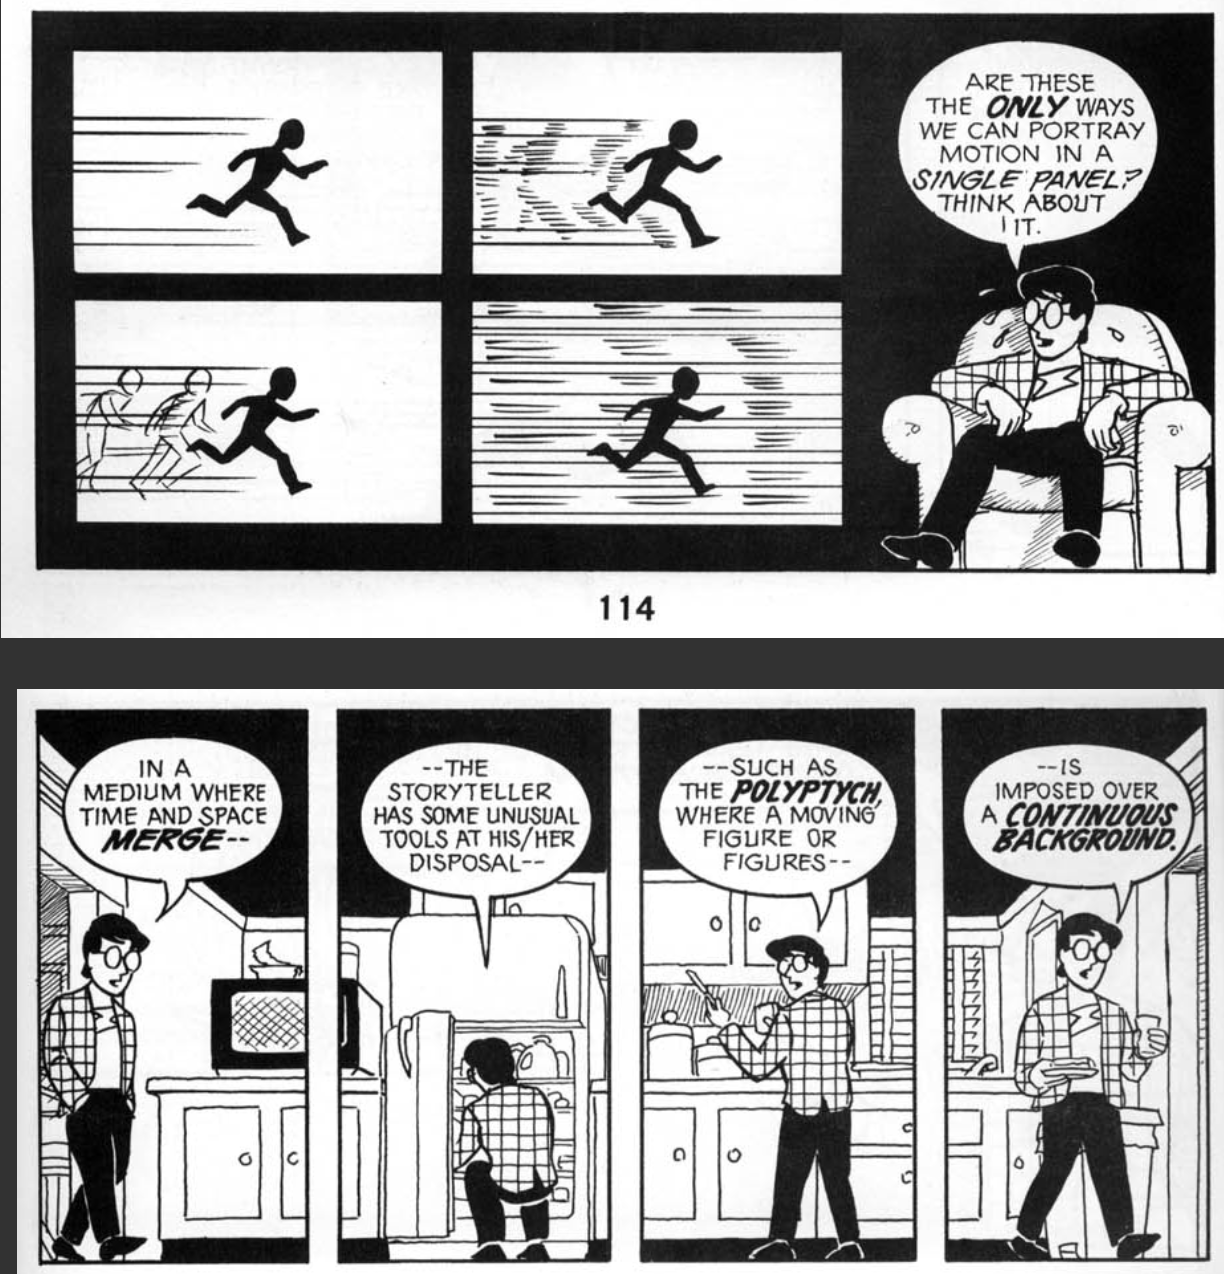 ARE THESE
THE ONLY WAYS
WE CAN PORTRAY
MOTION IN A
SINGLE PANEL?
THINK ABOUT
IT.
114
IN A
MEDIUM WHERE
TIME AND SPACE
MERGE--
--THE
STORYTELLER
HAS SOME UNUSUAL
TOOLS AT HIS/HER
DISPOSAL--
--SUCH AS
THE POLYPTYCH,
WHERE A MOVING
FIGURE OR
FIGURES--
--IS
IMPOSED OVER
A CONTINUOUS
BACKGROUND.